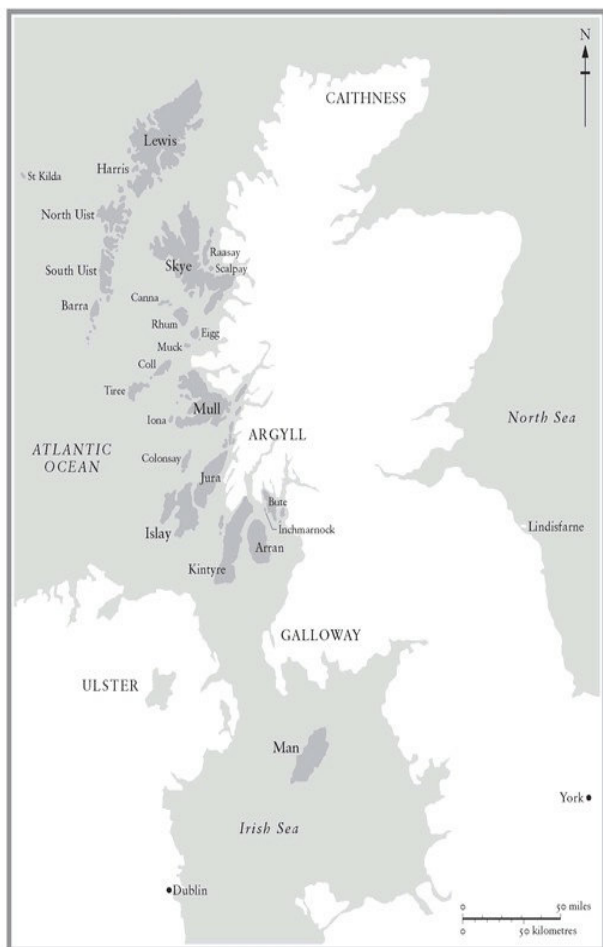 N
CAITHNESS
Lewis
Harris
St Kilda
North Uist
Raasay
Skye
Scalpay
South Uist
Canna
Barra
Rhum
Eigg
Muck
Coll
Tiree
Mull
Iona
North Sea
ARGYLL
ATLANTIC
OCEAN
Colonsay
Jura
Bute
Islay
Inchmarnock
Lindisfarne
Arran
Kintyre
GALLOWAY
ULSTER
Man
York
Irish Sea
Dublin
0 50 miles
0 50 kilometres